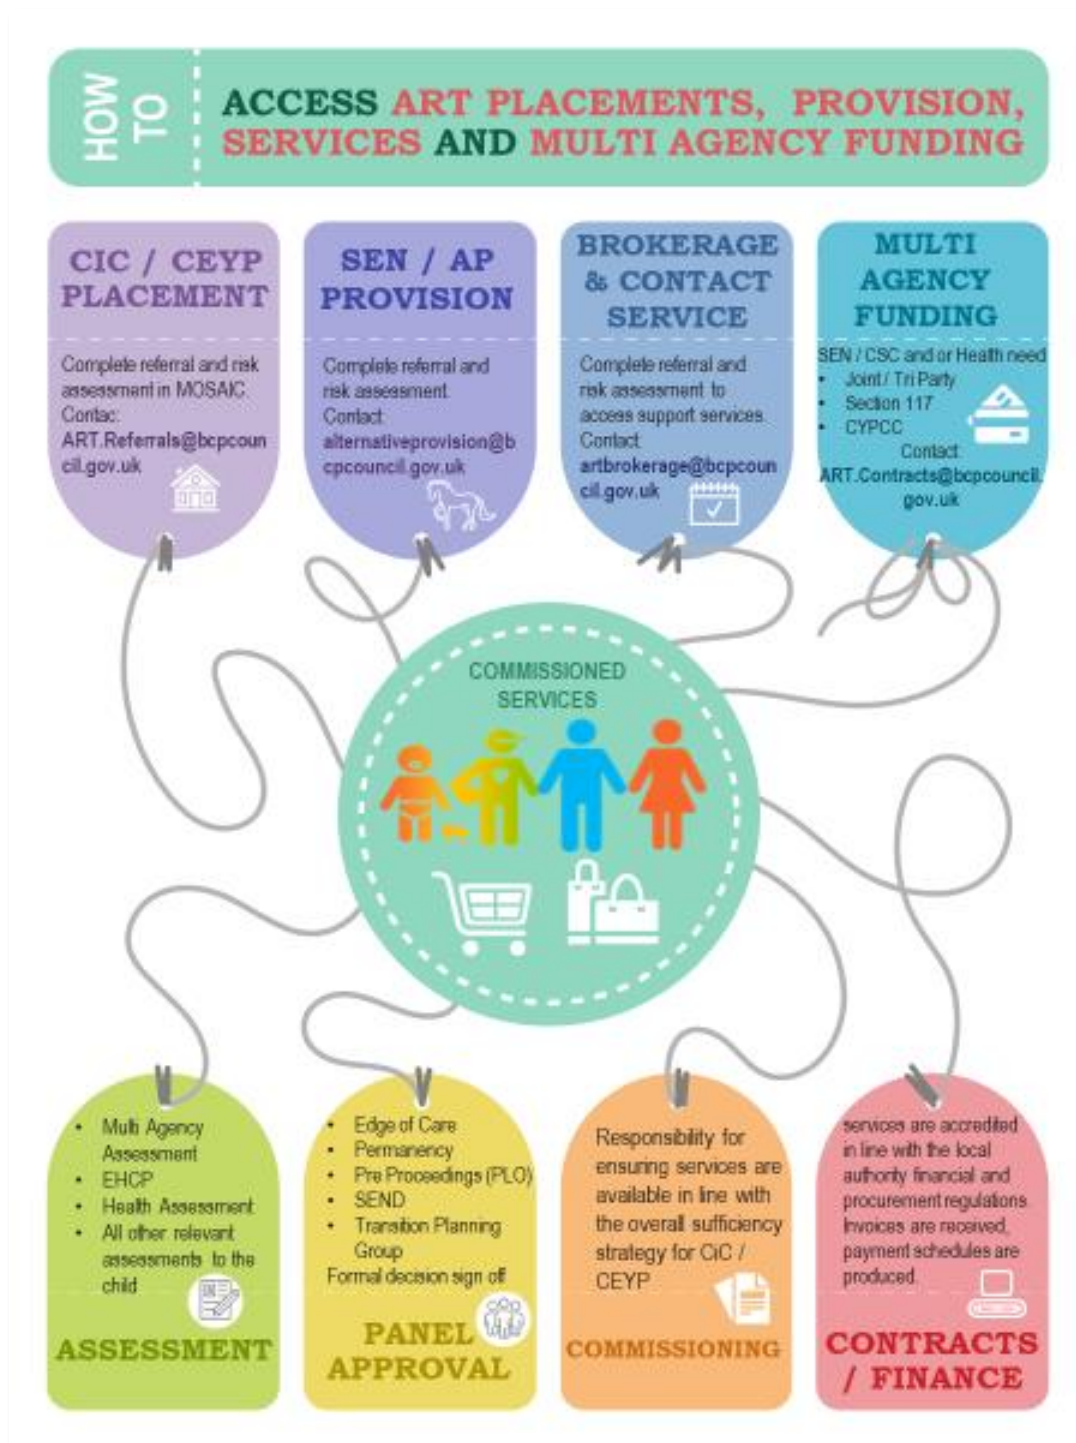 HOW
TO
ACCESS ART PLACEMENTS, PROVISION,
SERVICES AND MULTI AGENCY FUNDING
CIC / CEYP
PLACEMENT
Complete referral and risk
assessment in MOSAIC.
Contac:
ART.Referrals@bcpcoun
cil.gov.uk
SEN / AP
PROVISION
Complete referral and
risk assessment.
Contact
alternativeprovision@b
cpcouncil.gov.uk
BROKERAGE
& CONTACT
SERVICE
Complete referral and
risk assessment to
access support services.
Contact
artbrokerage@bcpcoun
cil.gov.uk
MULTI
AGENCY
FUNDING
SEN / CSC and or Health need
• Joint / Tri Party
• Section 117
• CYPCC
Contact
ART.Contracts@bcpcouncil.
gov.uk
COMMISSIONED
SERVICES
• Multi Agency
Assessment
• EHCP
• Health Assessment
• All other relevant
assessments to the
child
ASSESSMENT
• Edge of Care
• Permanency
• Pre Proceedings (PLO)
• SEND
• Transition Planning
Group
Formal decision sign off
PANEL
APPROVAL
Responsibility for
ensuring services are
available in line with
the overall sufficiency
strategy for CiC /
CEYP
COMMISSIONING
services are accredited
in line with the local
authority financial and
procurement regulations.
Invoices are received,
payment schedules are
produced.
CONTRACTS
/ FINANCE